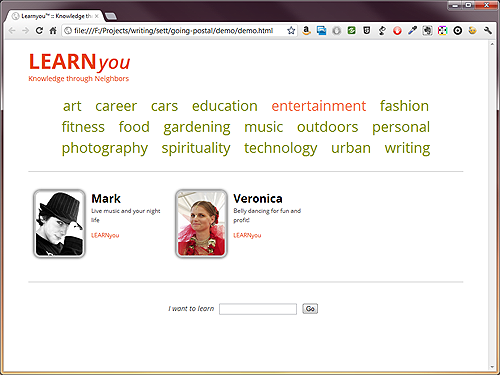 Learnyou™ :: Knowledge th
file:///F:/Projects/writing/sett/going-postal/demo/demo.html
LEARNyou
Knowledge through Neighbors
art career cars education entertainment fashion
fitness food gardening music outdoors personal
photography spirituality technology urban writing
Mark
Live music and your night
life
LEARNyou
Veronica
Belly dancing for fun and
profit!
LEARNyou
I want to learn Go